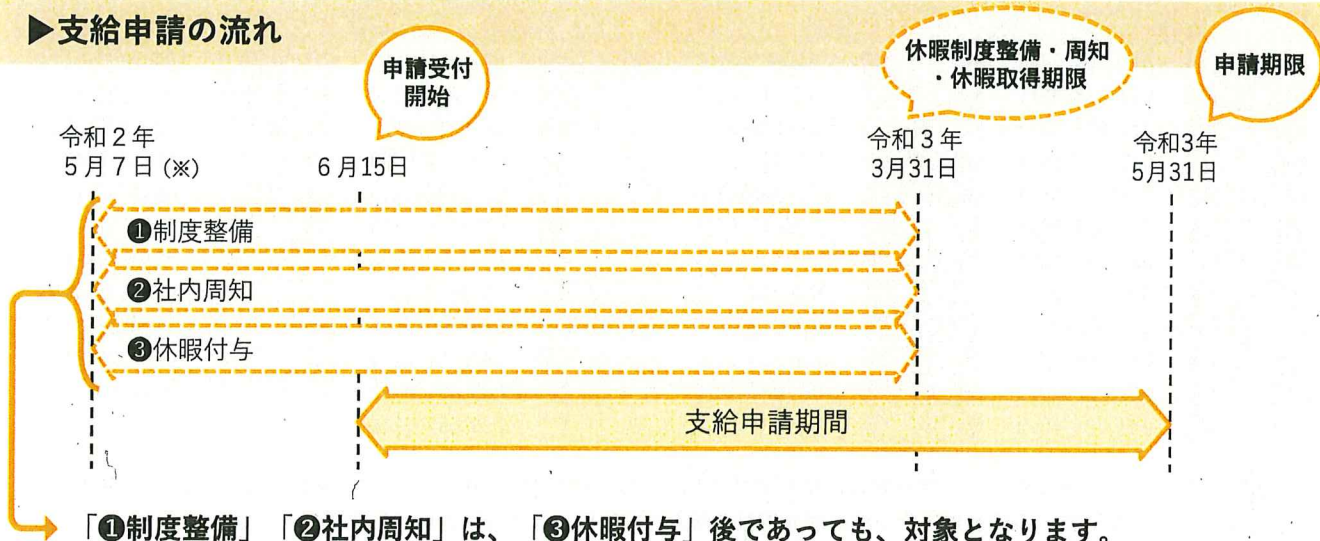 ▶支給申請の流れ
申請受付
開始
休暇制度整備・周知
・休暇取得期限
申請期限
令和２年
５月７日（※）
６月15日
令和３年
3月31日
令和3年
5月31日
❶制度整備
❷社内周知
❸休暇付与
支給申請期間
「❶制度整備」「❷社内周知」は、「❸休暇付与」後であっても、対象となります。